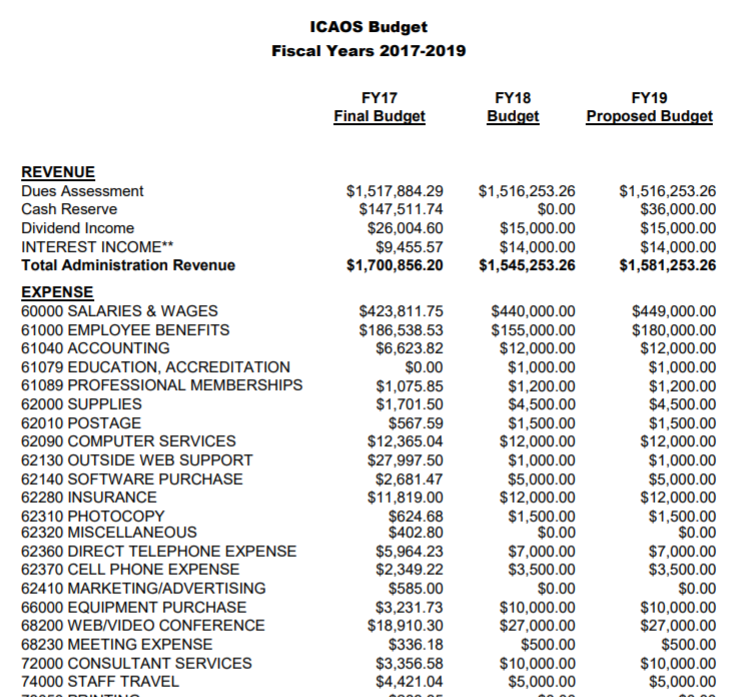 ICAOS Budget
Fiscal Years 2017-2019
FY17 FY18 FY19
Final Budget Budget Proposed Budget
REVENUE
Dues Assessment $1,517,884.29 $1,516,253.26 $1,516,253.26
Cash Reserve $147,511.74 $0.00 $36,000.00
Dividend Income $26,004.60 $15,000.00 $15,000.00
INTEREST INCOME** $9,455.57 $14,000.00 $14,000.00
Total Administration Revenue $1,700,856.20 $1,545,253.26 $1,581,253.26
EXPENSE
60000 SALARIES & WAGES $423,811.75 $440,000.00 $449,000.00
61000 EMPLOYEE BENEFITS $186,538.53 $155,000.00 $180,000.00
61040 ACCOUNTING $6,623.82 $12,000.00 $12,000.00
61079 EDUCATION, ACCREDITATION $0.00 $1,000.00 $1,000.00
61089 PROFESSIONAL MEMBERSHIPS $1,075.85 $1,200.00 $1,200.00
62000 SUPPLIES $1,701.50 $4,500.00 $4,500.00
62010 POSTAGE $567.59 $1,500.00 $1,500.00
62090 COMPUTER SERVICES $12,365.04 $12,000.00 $12,000.00
62130 OUTSIDE WEB SUPPORT $27,997.50 $1,000.00 $1,000.00
62140 SOFTWARE PURCHASE $2,681.47 $5,000.00 $5,000.00
62280 INSURANCE $11,819.00 $12,000.00 $12,000.00
62310 PHOTOCOPY $624.68 $1,500.00 $1,500.00
62320 MISCELLANEOUS $402.80 $0.00 $0.00
62360 DIRECT TELEPHONE EXPENSE $5,964.23 $7,000.00 $7,000.00
62370 CELL PHONE EXPENSE $2,349.22 $3,500.00 $3,500.00
62410 MARKETING/ADVERTISING $585.00 $0.00 $0.00
66000 EQUIPMENT PURCHASE $3,231.73 $10,000.00 $10,000.00
68200 WEB/VIDEO CONFERENCE $18,910.30 $27,000.00 $27,000.00
68230 MEETING EXPENSE $336.18 $500.00 $500.00
72000 CONSULTANT SERVICES $3,356.58 $10,000.00 $10,000.00
74000 STAFF TRAVEL $4,421.04 $5,000.00 $5,000.00